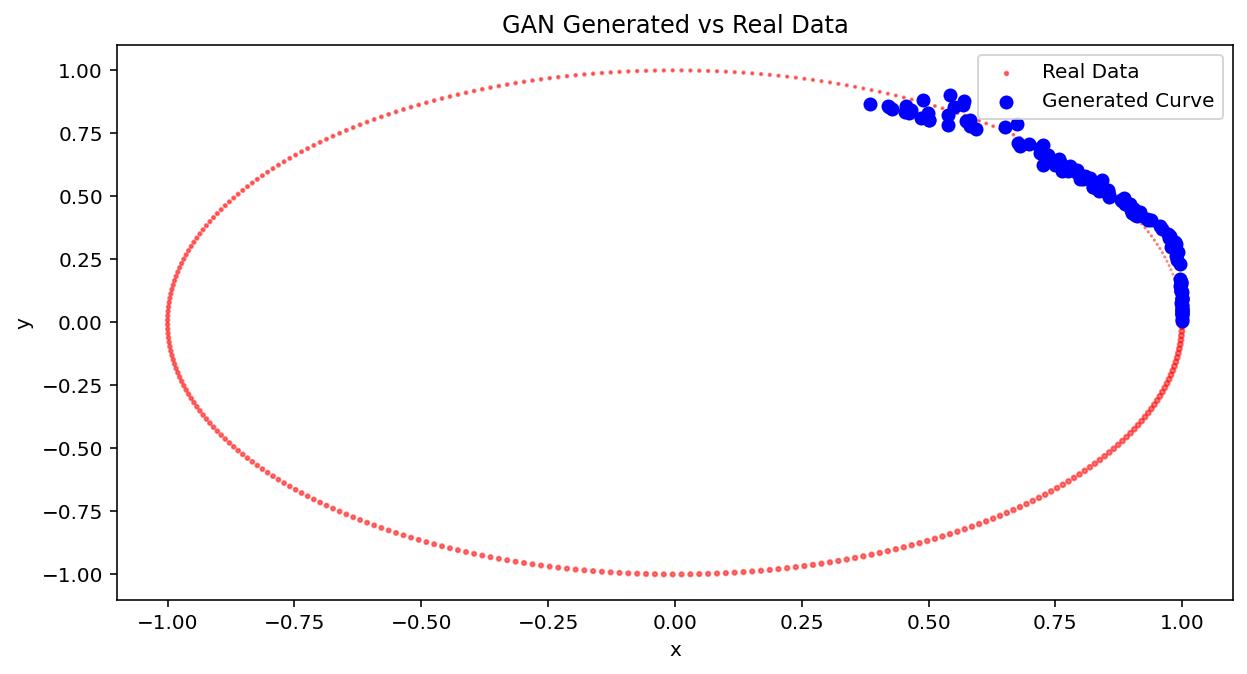 GAN Generated vs Real Data
Real Data
Generated Curve
1.00
0.75
0.50
0.25
0.00
−0.25
−0.50
−0.75
−1.00
y
−1.00 −0.75 −0.50 −0.25 0.00 0.25 0.50 0.75 1.00
x